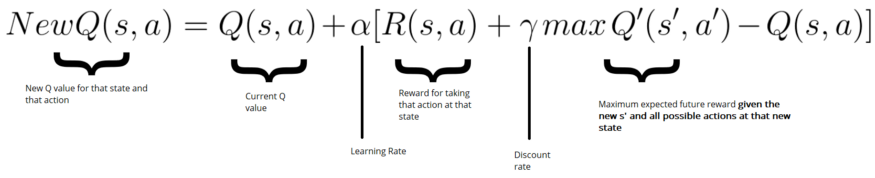 NewQ(s, a) = Q(s, a) + α[R(s, a) + γ max Q′(s′, a′) − Q(s, a)]
New Q value for that state and
that action
Current Q
value
Learning Rate
Reward for taking
that action at that
state
Discount
rate
Maximum expected future reward given the
new s' and all possible actions at that new
state